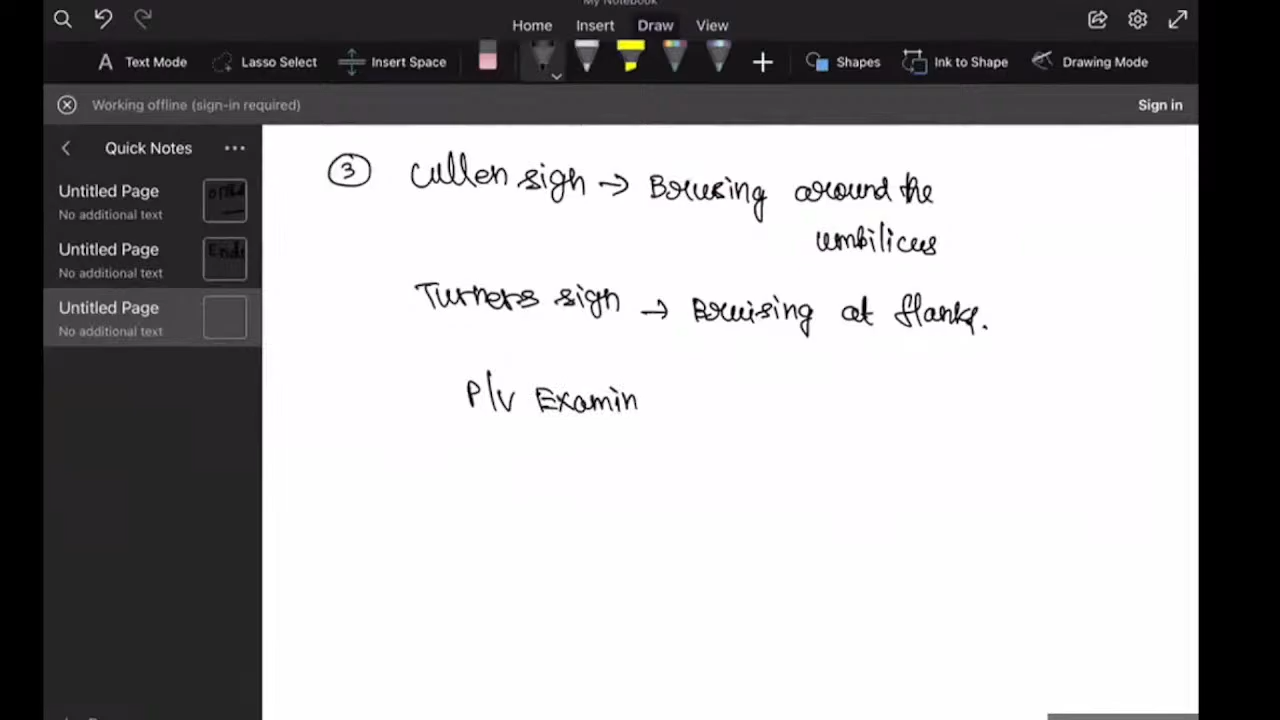 My Notebook
Home Insert Draw View
Text Mode Lasso Select Insert Space Shapes Ink to Shape Drawing Mode
Working offline (sign-in required) Sign in
Quick Notes
Untitled Page
No additional text
Untitled Page
No additional text
Untitled Page
No additional text
3 Cullen sign → Bruising around the
umbilicus
Turners sign → Bruising at flanks.
P/V Examin